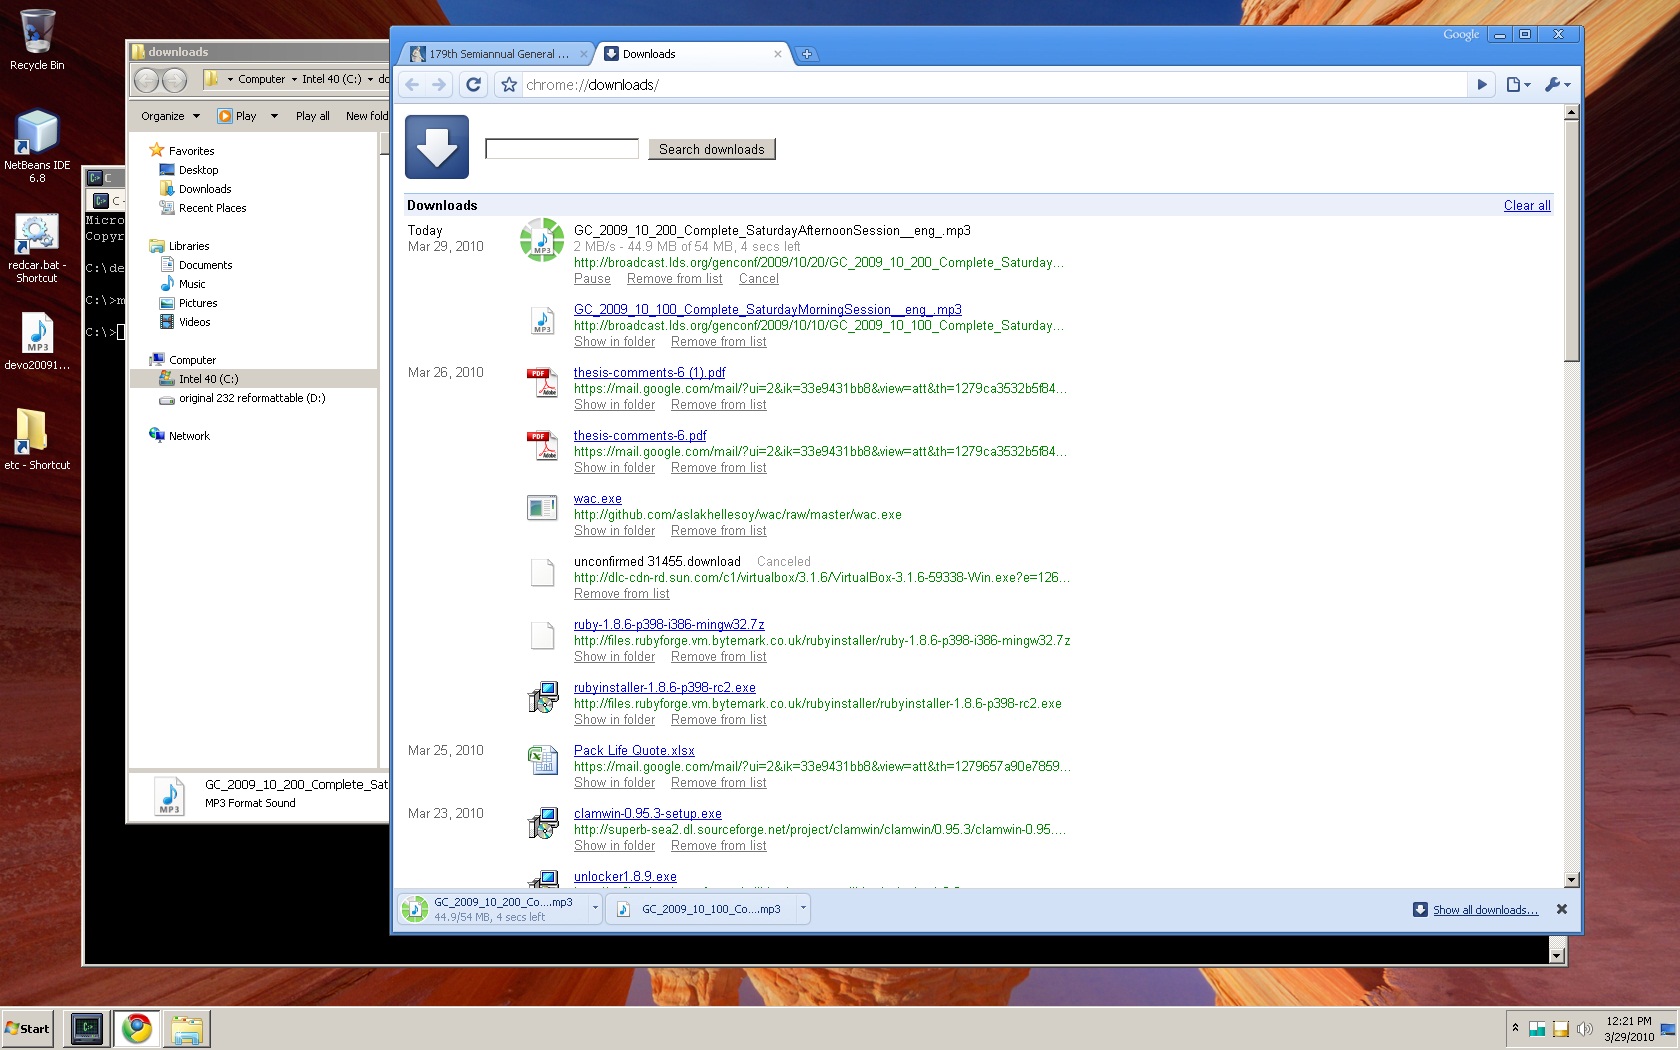 Recycle Bin
NetBeans IDE
6.8
redcar.bat -
Shortcut
devo20091...
etc - Shortcut
C
C -
Micro
Copyr
C:\de
C:\>m
C:\>
downloads
Computer
Intel 40 (C:)
do
Organize
Play
Play all
New fold
Favorites
Desktop
Downloads
Recent Places
Libraries
Documents
Music
Pictures
Videos
Computer
Intel 40 (C:)
original 232 reformattable (D:)
Network
MP3
GC_2009_10_200_Complete_Sat
MP3 Format Sound
Google
179th Semiannual General ...
Downloads
chrome://downloads/
Search downloads
Downloads
Clear all
Today
Mar 29, 2010
MP3
GC_2009_10_200_Complete_SaturdayAfternoonSession__eng_.mp3
2 MB/s - 44.9 MB of 54 MB, 4 secs left
http://broadcast.lds.org/genconf/2009/10/20/GC_2009_10_200_Complete_Saturday...
Pause Remove from list Cancel
MP3
GC_2009_10_100_Complete_SaturdayMorningSession__eng_.mp3
http://broadcast.lds.org/genconf/2009/10/10/GC_2009_10_100_Complete_Saturday...
Show in folder Remove from list
Mar 26, 2010
PDF
Adobe
thesis-comments-6 (1).pdf
https://mail.google.com/mail/?ui=2&ik=33e9431bb8&view=att&th=1279ca3532b5f84...
Show in folder Remove from list
PDF
Adobe
thesis-comments-6.pdf
https://mail.google.com/mail/?ui=2&ik=33e9431bb8&view=att&th=1279ca3532b5f84...
Show in folder Remove from list
wac.exe
http://github.com/aslakhellesoy/wac/raw/master/wac.exe
Show in folder Remove from list
unconfirmed 31455.download Canceled
http://dlc-cdn-rd.sun.com/c1/virtualbox/3.1.6/VirtualBox-3.1.6-59338-Win.exe?e=126...
Remove from list
ruby-1.8.6-p398-i386-mingw32.7z
http://files.rubyforge.vm.bytemark.co.uk/rubyinstaller/ruby-1.8.6-p398-i386-mingw32.7z
Show in folder Remove from list
rubyinstaller-1.8.6-p398-rc2.exe
http://files.rubyforge.vm.bytemark.co.uk/rubyinstaller/rubyinstaller-1.8.6-p398-rc2.exe
Show in folder Remove from list
Mar 25, 2010
Pack Life Quote.xlsx
https://mail.google.com/mail/?ui=2&ik=33e9431bb8&view=att&th=1279657a90e7859...
Show in folder Remove from list
Mar 23, 2010
clamwin-0.95.3-setup.exe
http://superb-sea2.dl.sourceforge.net/project/clamwin/clamwin/0.95.3/clamwin-0.95....
Show in folder Remove from list
unlocker1.8.9.exe
GC_2009_10_200_Co....mp3
44.9/54 MB, 4 secs left
GC_2009_10_100_Co....mp3
Show all downloads...
Start
12:21 PM
3/29/2010